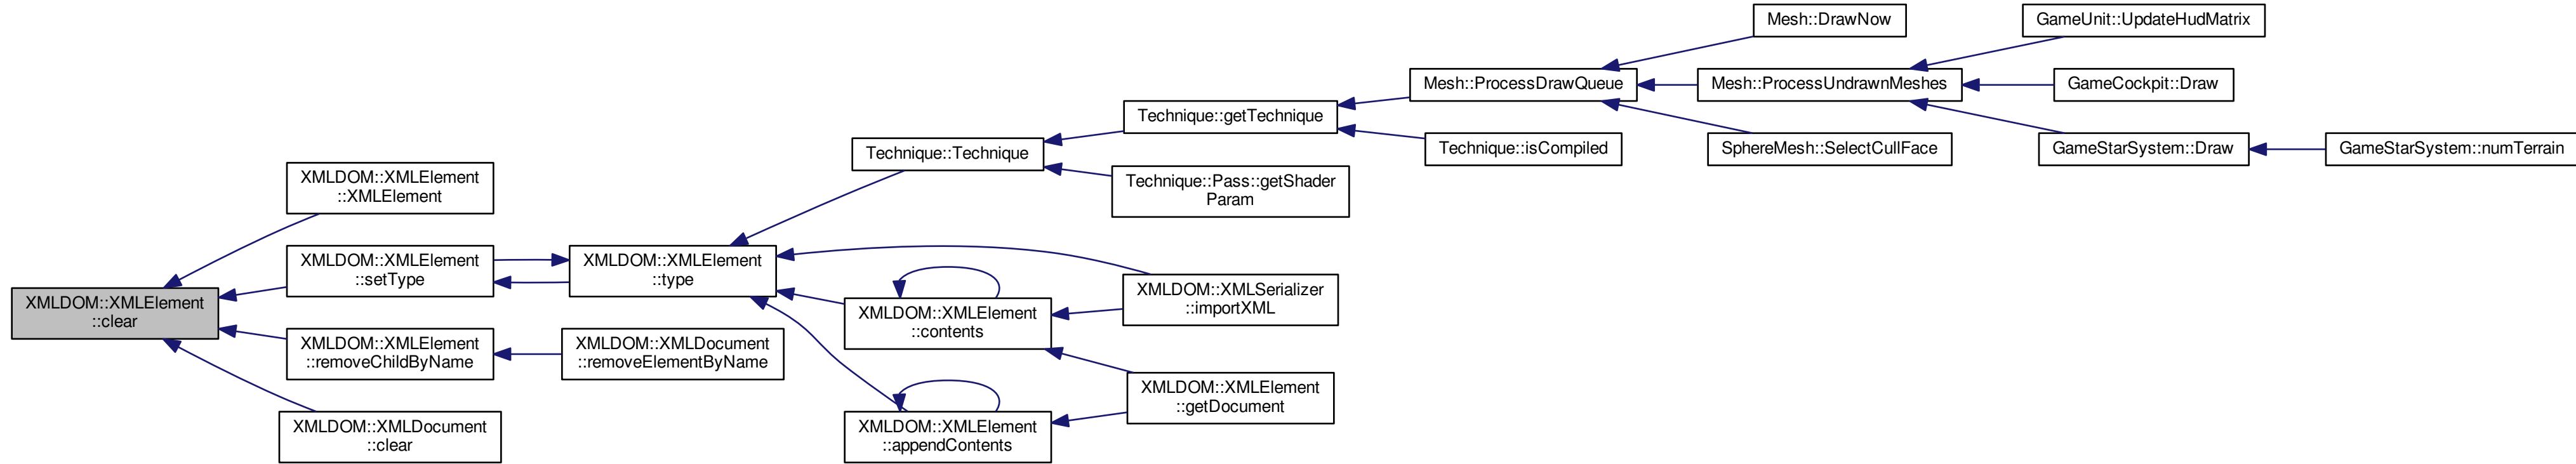 XMLDOM::XMLElement
::clear
XMLDOM::XMLElement
::XMLElement
XMLDOM::XMLElement
::setType
XMLDOM::XMLElement
::removeChildByName
XMLDOM::XMLDocument
::clear
XMLDOM::XMLElement
::type
XMLDOM::XMLDocument
::removeElementByName
Technique::Technique
XMLDOM::XMLElement
::contents
XMLDOM::XMLElement
::appendContents
Technique::getTechnique
Technique::Pass::getShader
Param
XMLDOM::XMLSerializer
::importXML
XMLDOM::XMLElement
::getDocument
Mesh::ProcessDrawQueue
Technique::isCompiled
Mesh::DrawNow
Mesh::ProcessUndrawnMeshes
SphereMesh::SelectCullFace
GameUnit::UpdateHudMatrix
GameCockpit::Draw
GameStarSystem::Draw
GameStarSystem::numTerrain